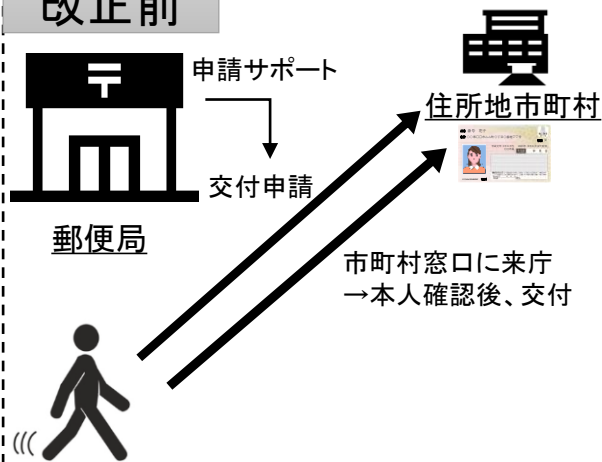 改正前
申請サポート
住所地市町村
交付申請
郵便局
市町村窓口に来庁
→本人確認後、交付